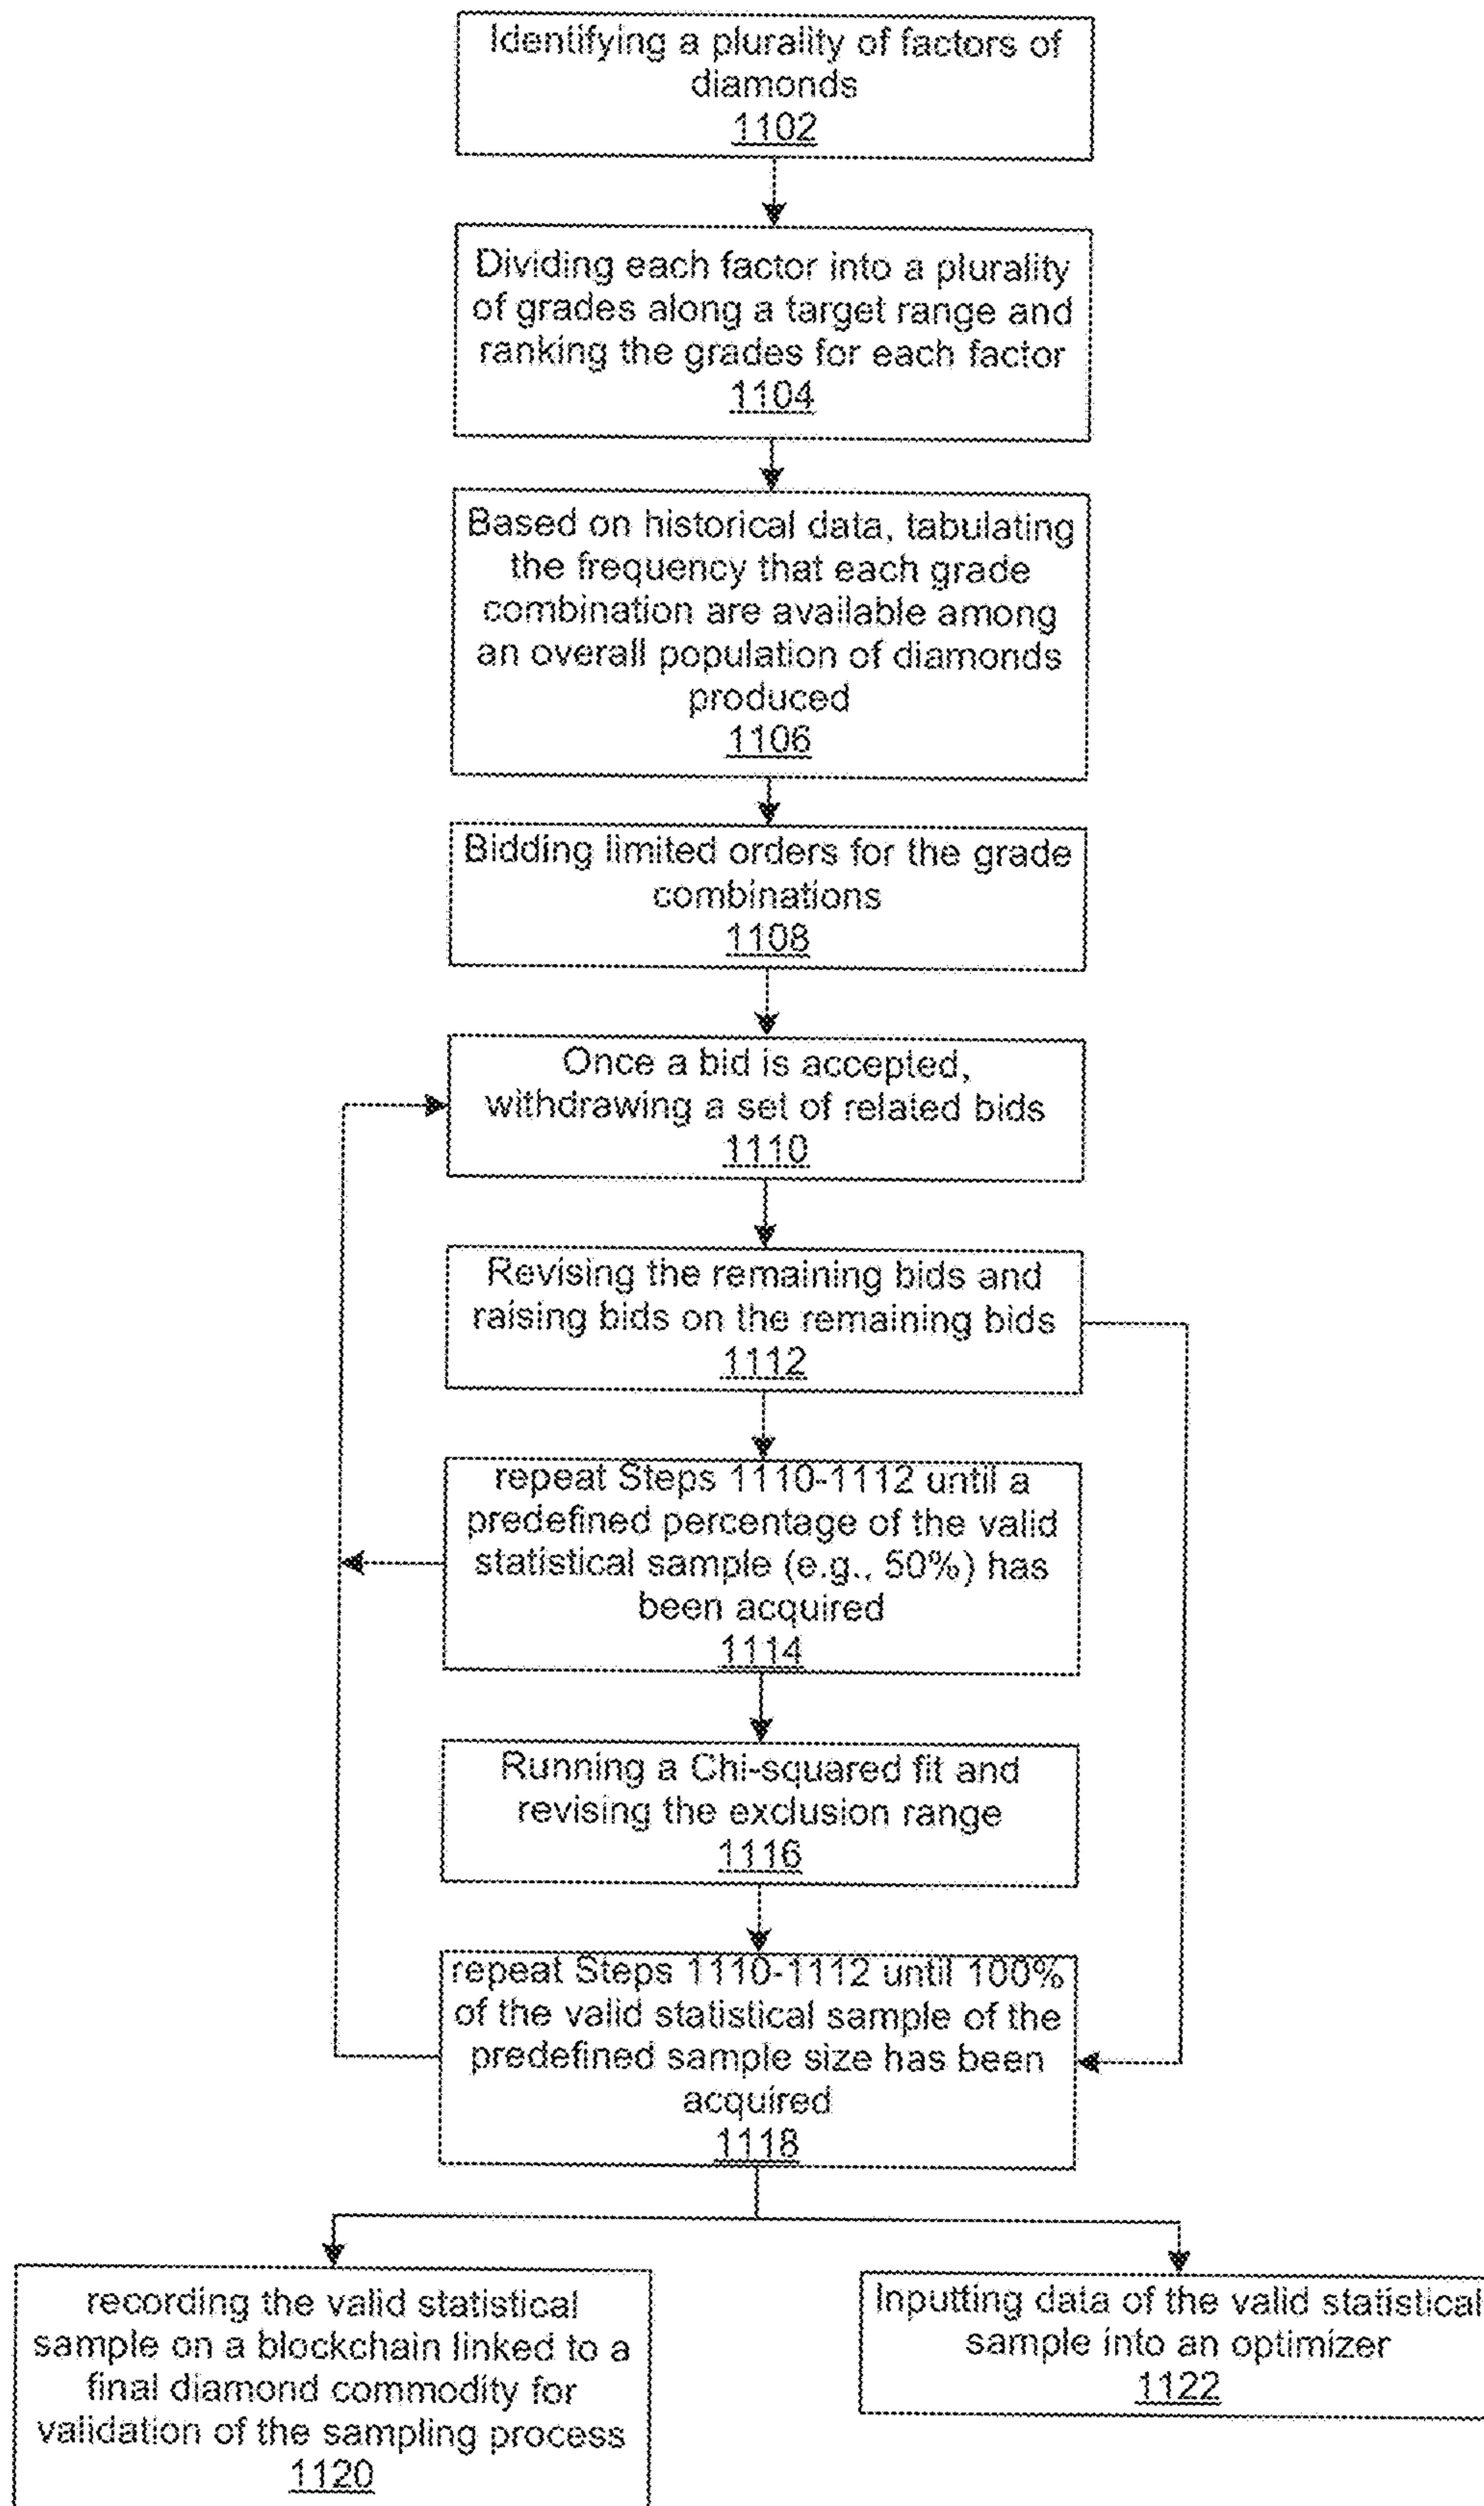 Identifying a plurality of factors of
diamonds
1102
Dividing each factor into a plurality
of grades along a target range and
ranking the grades for each factor
1104
Based on historical data, tabulating
the frequency that each grade
combination are available among
an overall population of diamonds
produced
1106
Bidding limited orders for the grade
combinations
1108
Once a bid is accepted,
withdrawing a set of related bids
1110
Revising the remaining bids and
raising bids on the remaining bids
1112
repeat Steps 1110-1112 until a
predefined percentage of the valid
statistical sample (e.g., 50%) has
been acquired
1114
Running a Chi-squared fit and
revising the exclusion range
1116
repeat Steps 1110-1112 until 100%
of the valid statistical sample of the
predefined sample size has been
acquired
1118
recording the valid statistical
sample on a blockchain linked to a
final diamond commodity for
validation of the sampling process
1120
Inputting data of the valid statistical
sample into an optimizer
1122